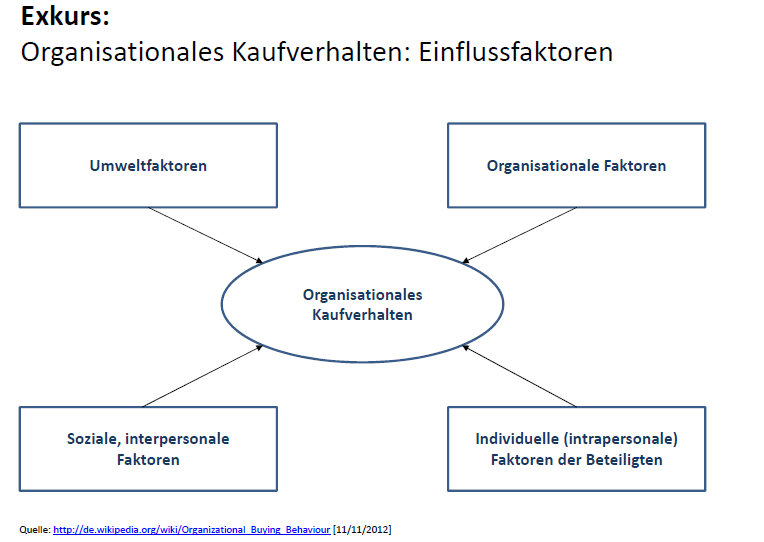 Exkurs:
Organisationales Kaufverhalten: Einflussfaktoren
Umweltfaktoren
Organisationale Faktoren
Organisationales
Kaufverhalten
Soziale, interpersonale
Faktoren
Individuelle (intrapersonale)
Faktoren der Beteiligten
Quelle: http://de.wikipedia.org/wiki/Organizational_Buying_Behaviour [11/11/2012]